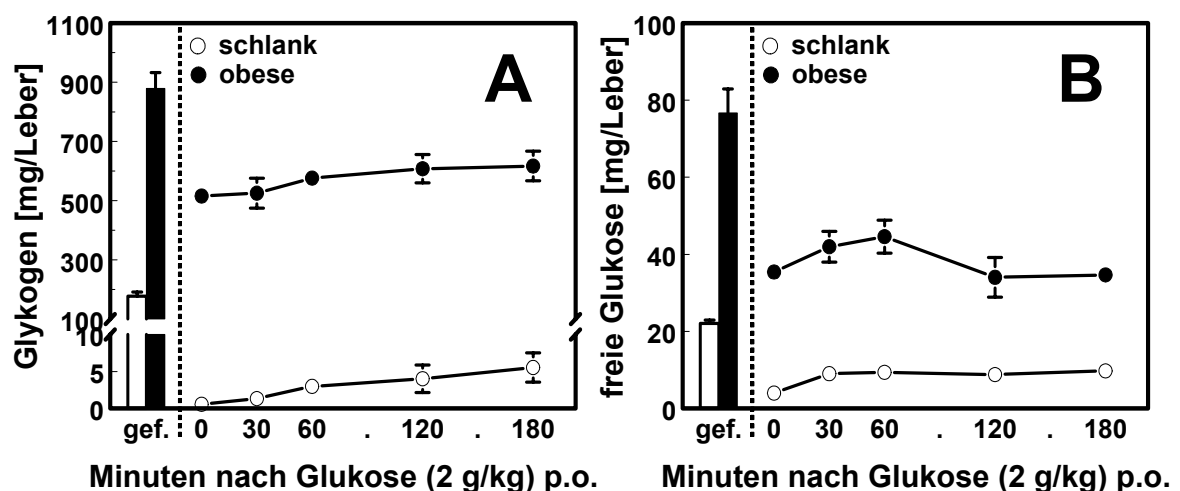 Glykogen [mg/Leber]
1100
900
700
500
300
100
10
5
0
schlank
obese
A
gef. 0 30 60 . 120 . 180
Minuten nach Glukose (2 g/kg) p.o.
freie Glukose [mg/Leber]
100
80
60
40
20
0
schlank
obese
B
gef. 0 30 60 . 120 . 180
Minuten nach Glukose (2 g/kg) p.o.